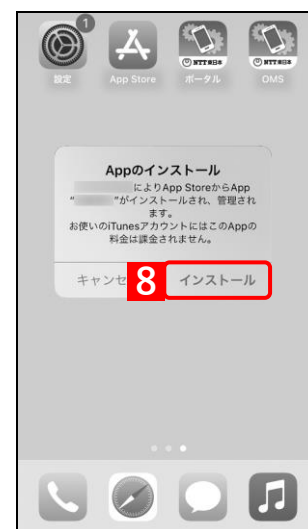 1
NTT東日本
NTT東日本
設定
App Store
ポータル
OMS
Appのインストール
によりApp StoreからApp
“ ”がインストールされ、管理され
ます。
お使いのiTunesアカウントにはこのAppの
料金は課金されません。
キャンセ
8
インストール